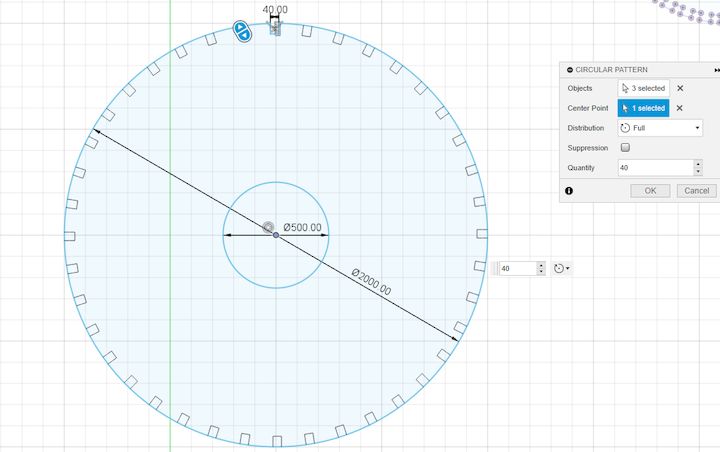 40.00
CIRCULAR PATTERN
Objects 3 selected
Center Point 1 selected
Distribution Full
Suppression
Quantity 40
OK Cancel
Ø500.00
40
Ø2000.00